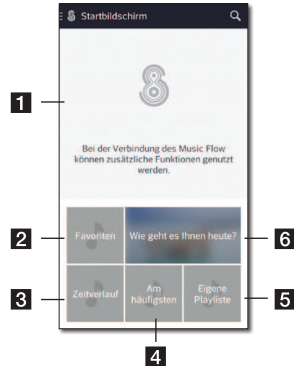 Startbildschirm
1
Bei der Verbindung des Music Flow
können zusätzliche Funktionen genutzt
werden.
2
Favoriten
Wie geht es Ihnen heute?
6
3
Zeitverlauf
Am
häufigsten
Eigene
Playliste
5
4